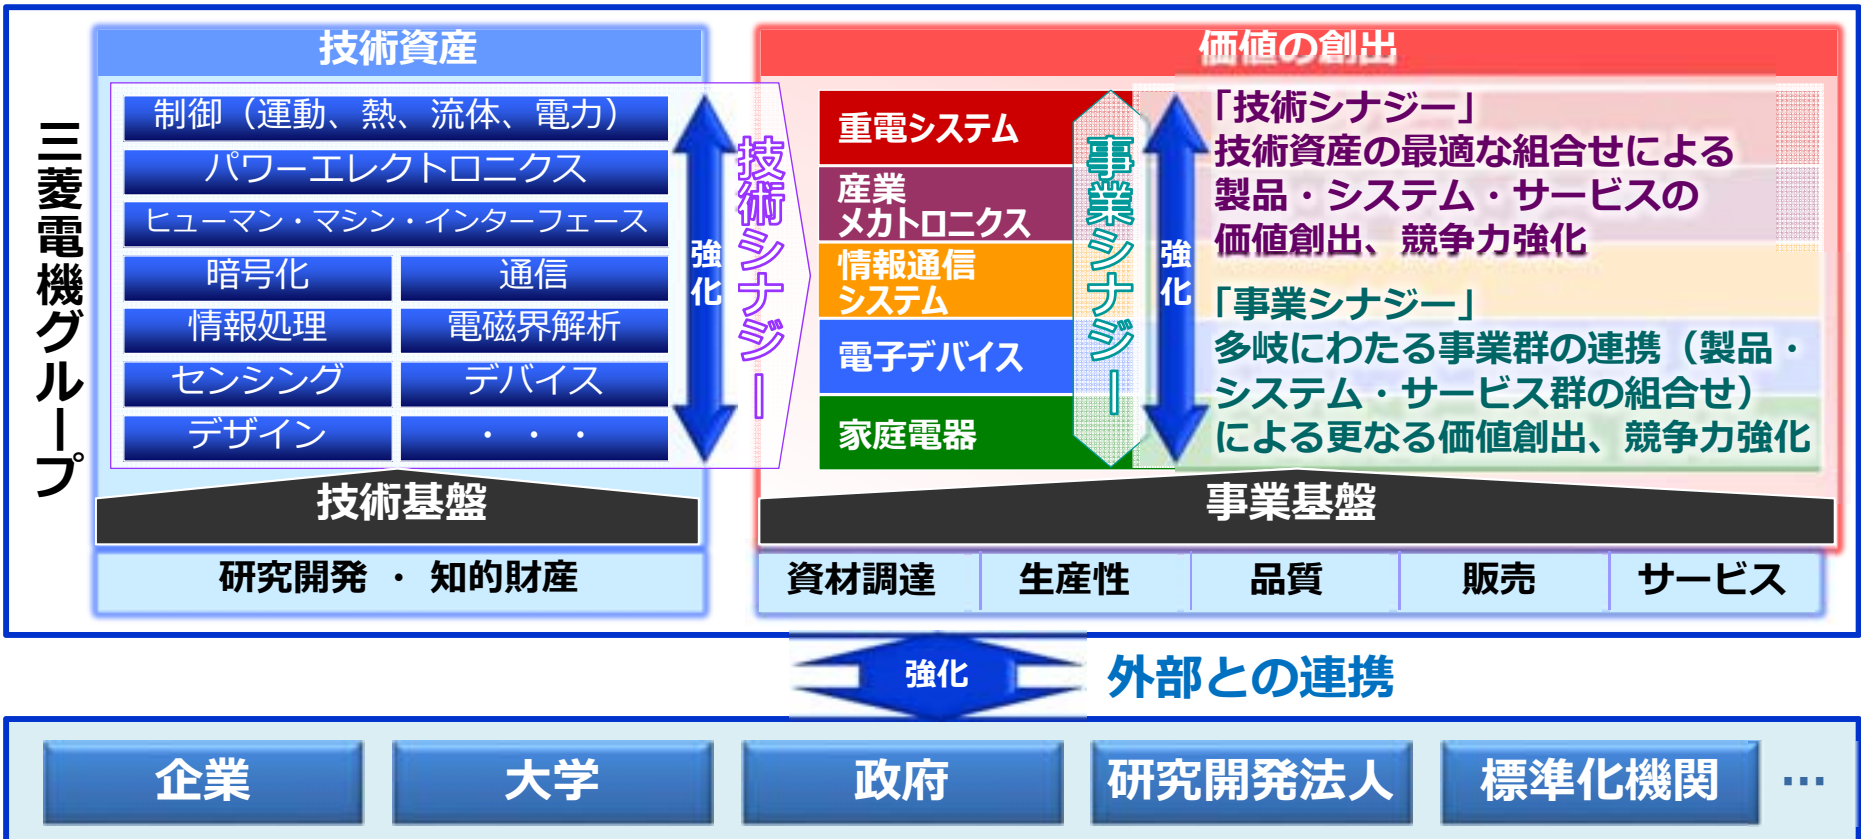 三菱電機グループ
技術資産
制御（運動、熱、流体、電力）
パワーエレクトロニクス
ヒューマン・マシン・インターフェース
暗号化
通信
情報処理
電磁界解析
センシング
デバイス
デザイン
・・・
強化
技術シナジー
技術基盤
研究開発 ・ 知的財産
価値の創出
重電システム
産業
メカトロニクス
情報通信
システム
電子デバイス
家庭電器
事業シナジー
強化
「技術シナジー」
技術資産の最適な組合せによる
製品・システム・サービスの
価値創出、競争力強化
「事業シナジー」
多岐にわたる事業群の連携（製品・
システム・サービス群の組合せ）
による更なる価値創出、競争力強化
事業基盤
資材調達
生産性
品質
販売
サービス
強化
外部との連携
企業
大学
政府
研究開発法人
標準化機関
…